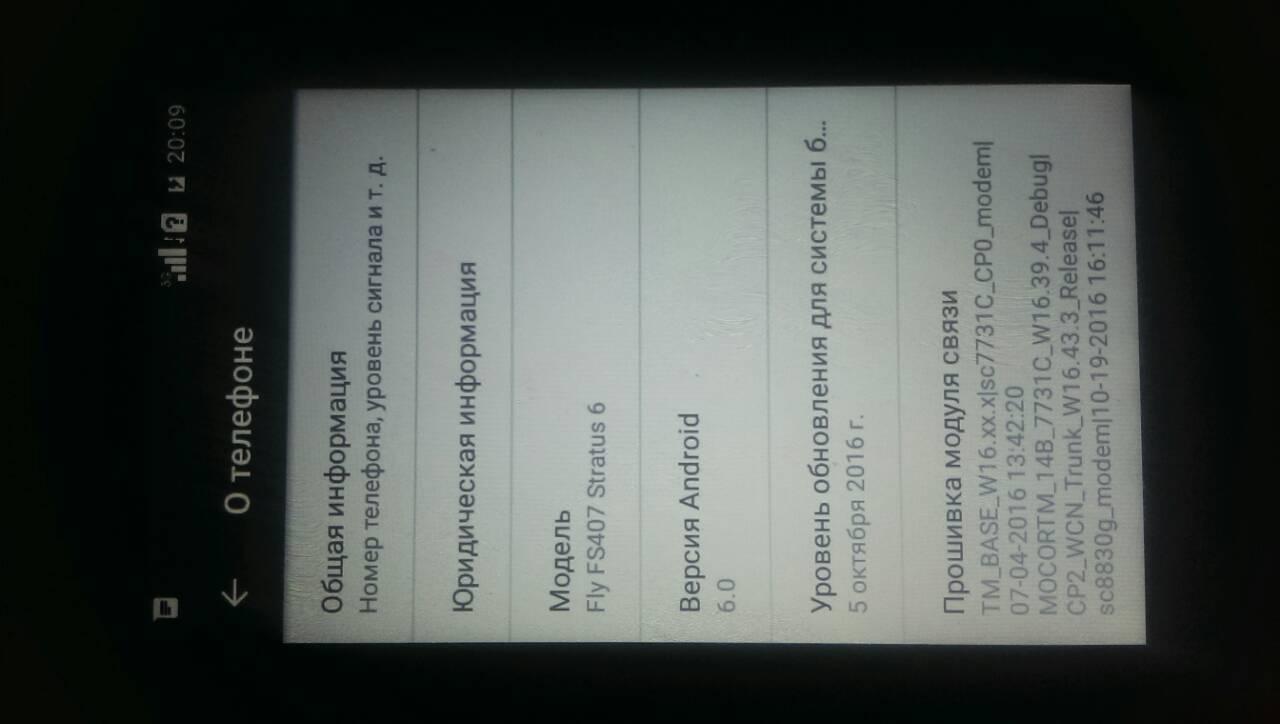 3G 20:09
О телефоне
Общая информация
Номер телефона, уровень сигнала и т. д.
Юридическая информация
Модель
Fly FS407 Stratus 6
Версия Android
6.0
Уровень обновления для системы б...
5 октября 2016 г.
Прошивка модуля связи
TM_BASE_W16.xx.x|sc7731C_CP0_modem|
07-04-2016 13:42:20
MOCORTM_14B_7731C_W16.39.4_Debug|
CP2_WCN_Trunk_W16.43.3_Release|
sc8830g_modem|10-19-2016 16:11:46